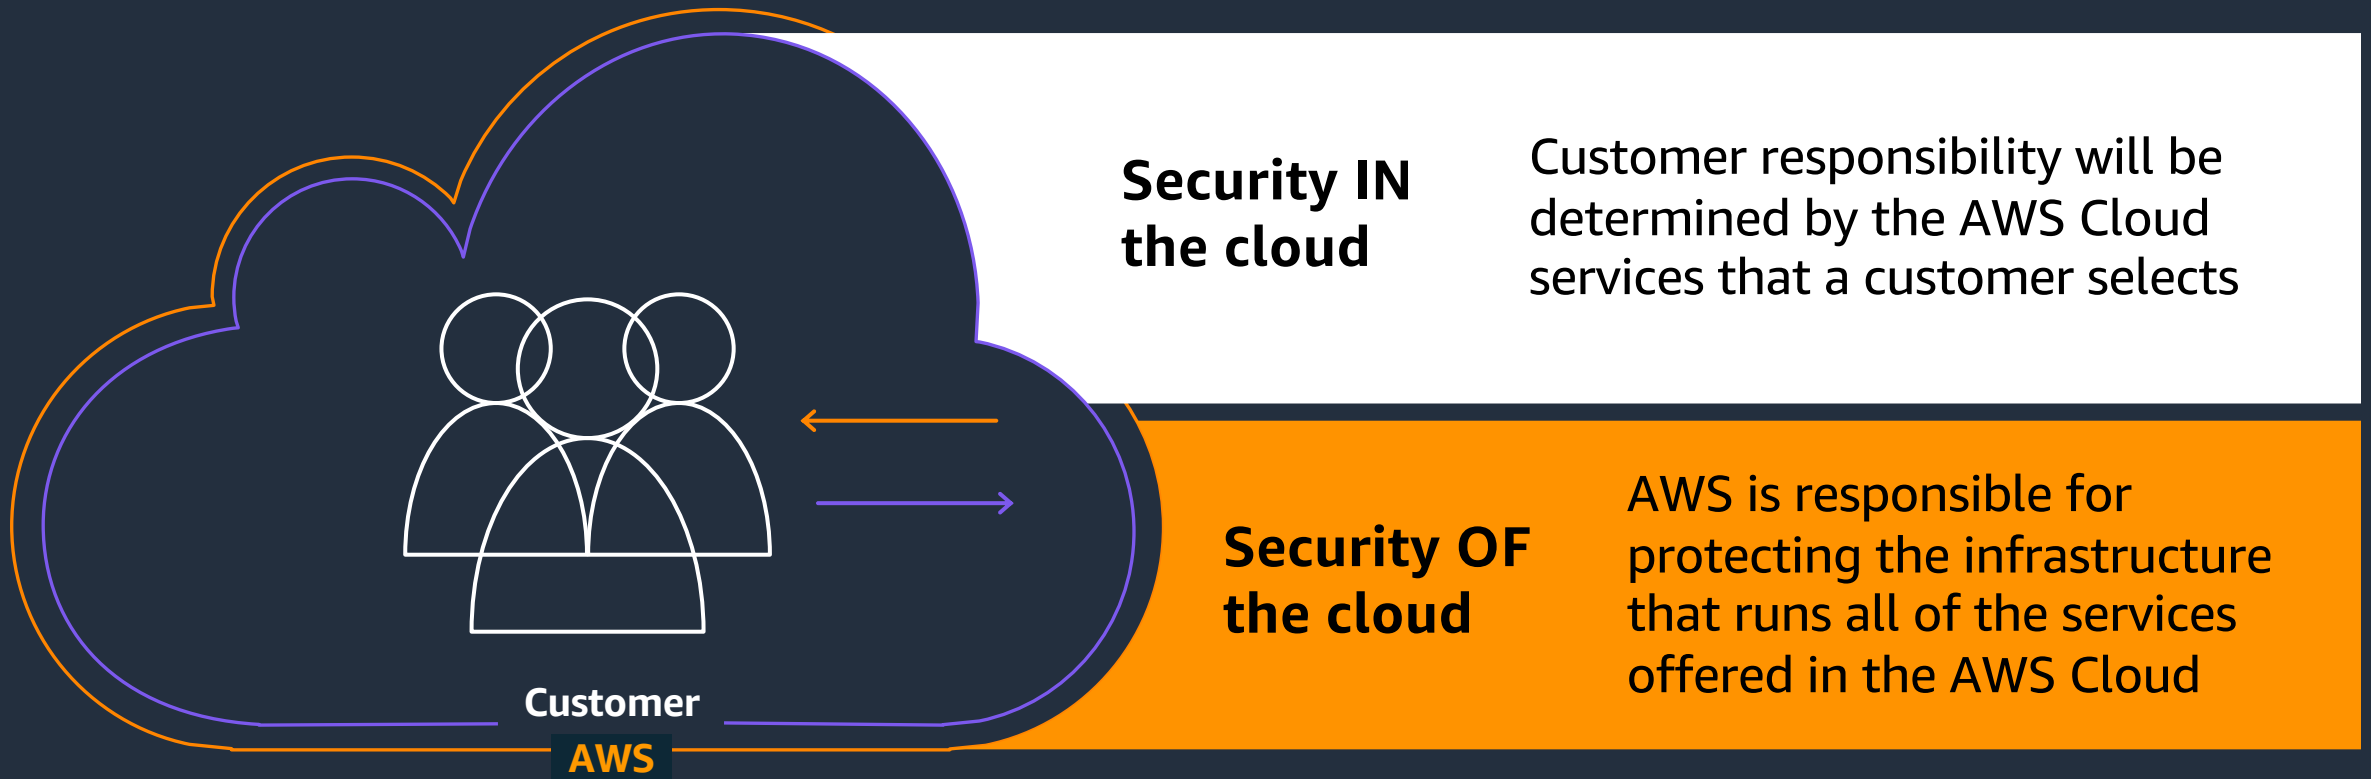 Security IN
the cloud
Customer responsibility will be
determined by the AWS Cloud
services that a customer selects
Security OF
the cloud
AWS is responsible for
protecting the infrastructure
that runs all of the services
offered in the AWS Cloud
Customer
AWS